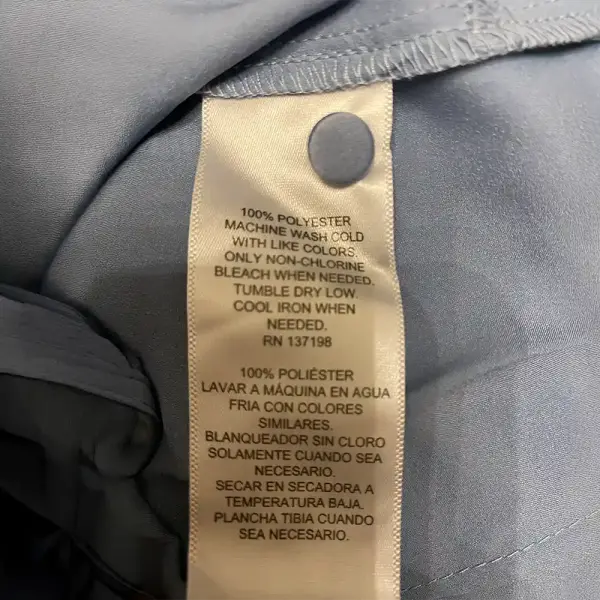 100% POLYESTER
MACHINE WASH COLD
WITH LIKE COLORS.
ONLY NON-CHLORINE
BLEACH WHEN NEEDED.
TUMBLE DRY LOW.
COOL IRON WHEN
NEEDED.
RN 137198
100% POLIÉSTER
LAVAR A MÁQUINA EN AGUA
FRIA CON COLORES
SIMILARES.
BLANQUEADOR SIN CLORO
SOLAMENTE CUANDO SEA
NECESARIO.
SECAR EN SECADORA A
TEMPERATURA BAJA.
PLANCHA TIBIA CUANDO
SEA NECESARIO.